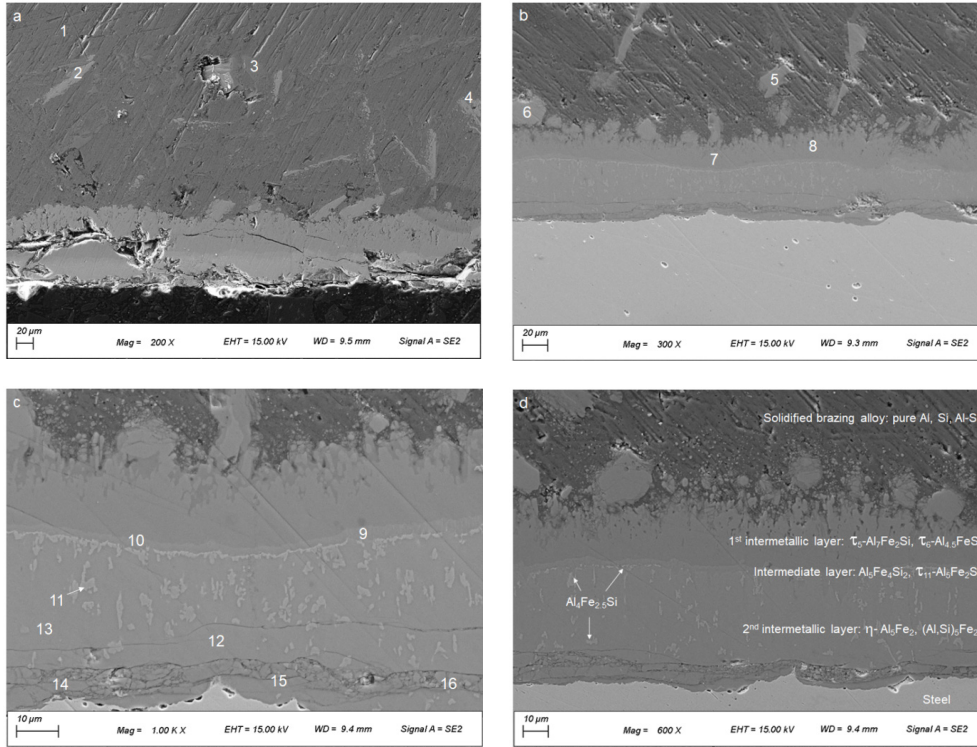 a
1
2
3
4
20 µm
Mag = 200 X
EHT = 15.00 kV
WD = 9.5 mm
Signal A = SE2
b
5
6
7
8
20 µm
Mag = 300 X
EHT = 15.00 kV
WD = 9.3 mm
Signal A = SE2
c
9
10
11
12
13
14
15
16
10 µm
Mag = 1.00 K X
EHT = 15.00 kV
WD = 9.4 mm
Signal A = SE2
d
Solidified brazing alloy: pure Al, Si, Al-S
1st intermetallic layer: τ5-Al7Fe2Si, τ6-Al4.5FeS
Intermediate layer: Al5Fe4Si2, τ11-Al5Fe2S
Al4Fe2.5Si
2nd intermetallic layer: η- Al5Fe2, (Al,Si)5Fe2
Steel
10 µm
Mag = 600 X
EHT = 15.00 kV
WD = 9.4 mm
Signal A = SE2